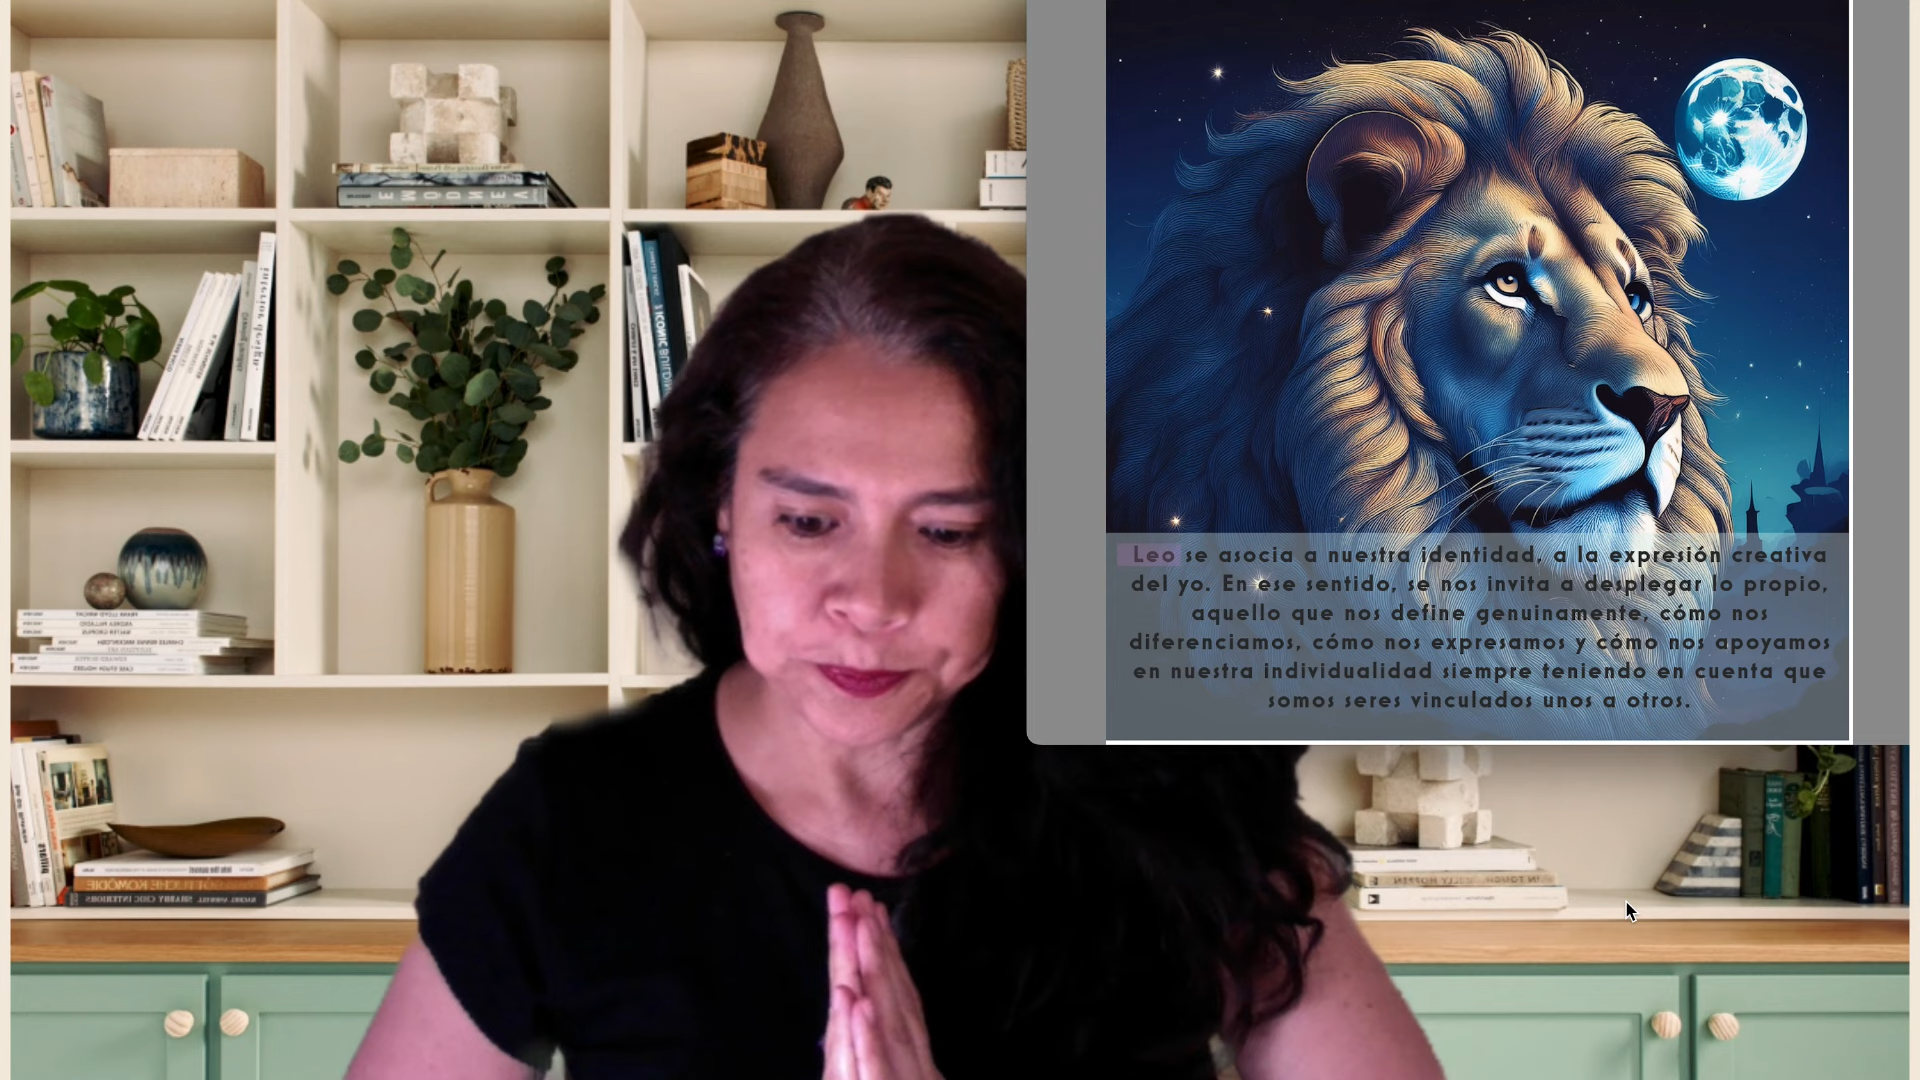 Leo se asocia a nuestra identidad, a la expresión creativa
del yo. En ese sentido, se nos invita a desplegar lo propio,
aquello que nos define genuinamente, cómo nos
diferenciamos, cómo nos expresamos y cómo nos apoyamos
en nuestra individualidad siempre teniendo en cuenta que
somos seres vinculados unos a otros.